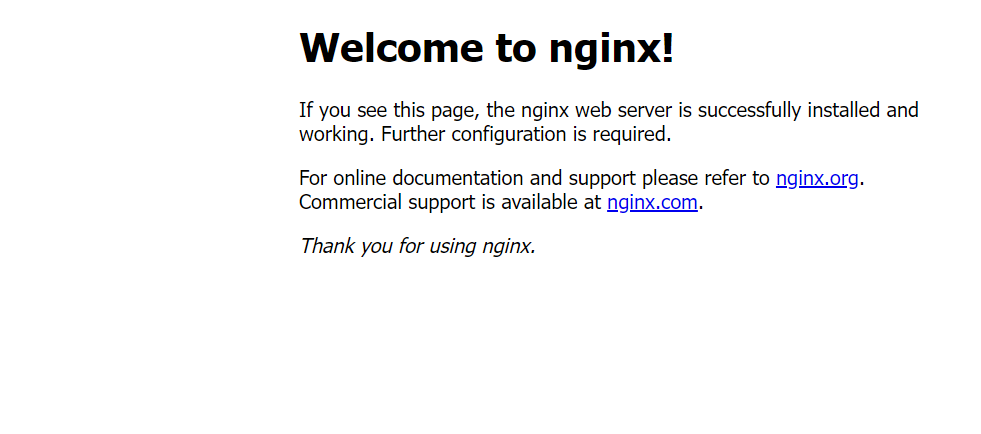 Welcome to nginx!
If you see this page, the nginx web server is successfully installed and
working. Further configuration is required.
For online documentation and support please refer to nginx.org.
Commercial support is available at nginx.com.
Thank you for using nginx.